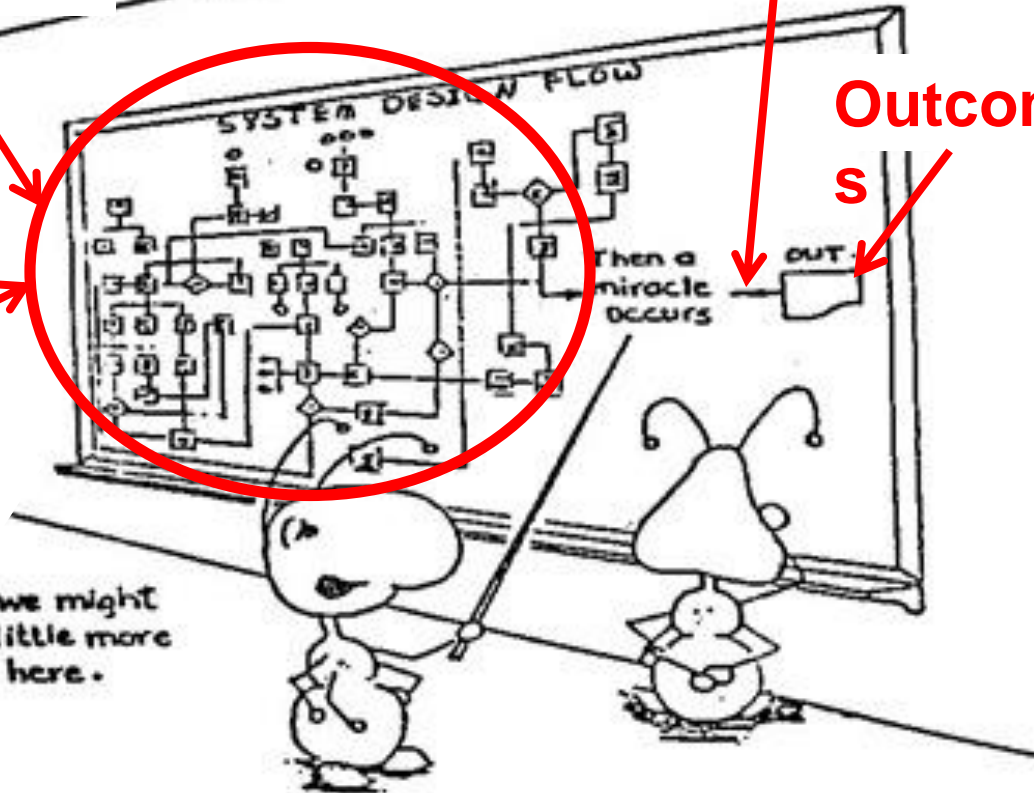 SYSTEM DESIGN FLOW
Outcom
s
Then a
miracle
occurs
OUT
we might
little more
here.